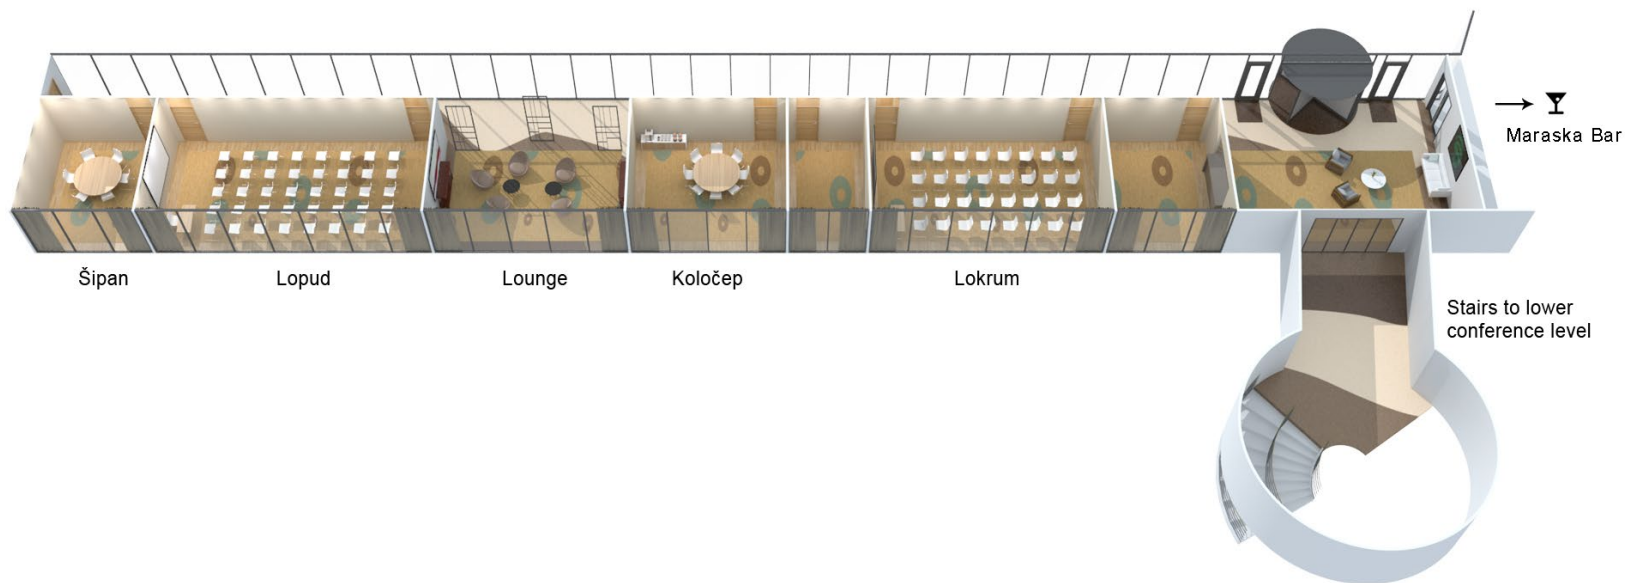 Maraska Bar
Šipan
Lopud
Lounge
Koločep
Lokrum
Stairs to lower
conference level